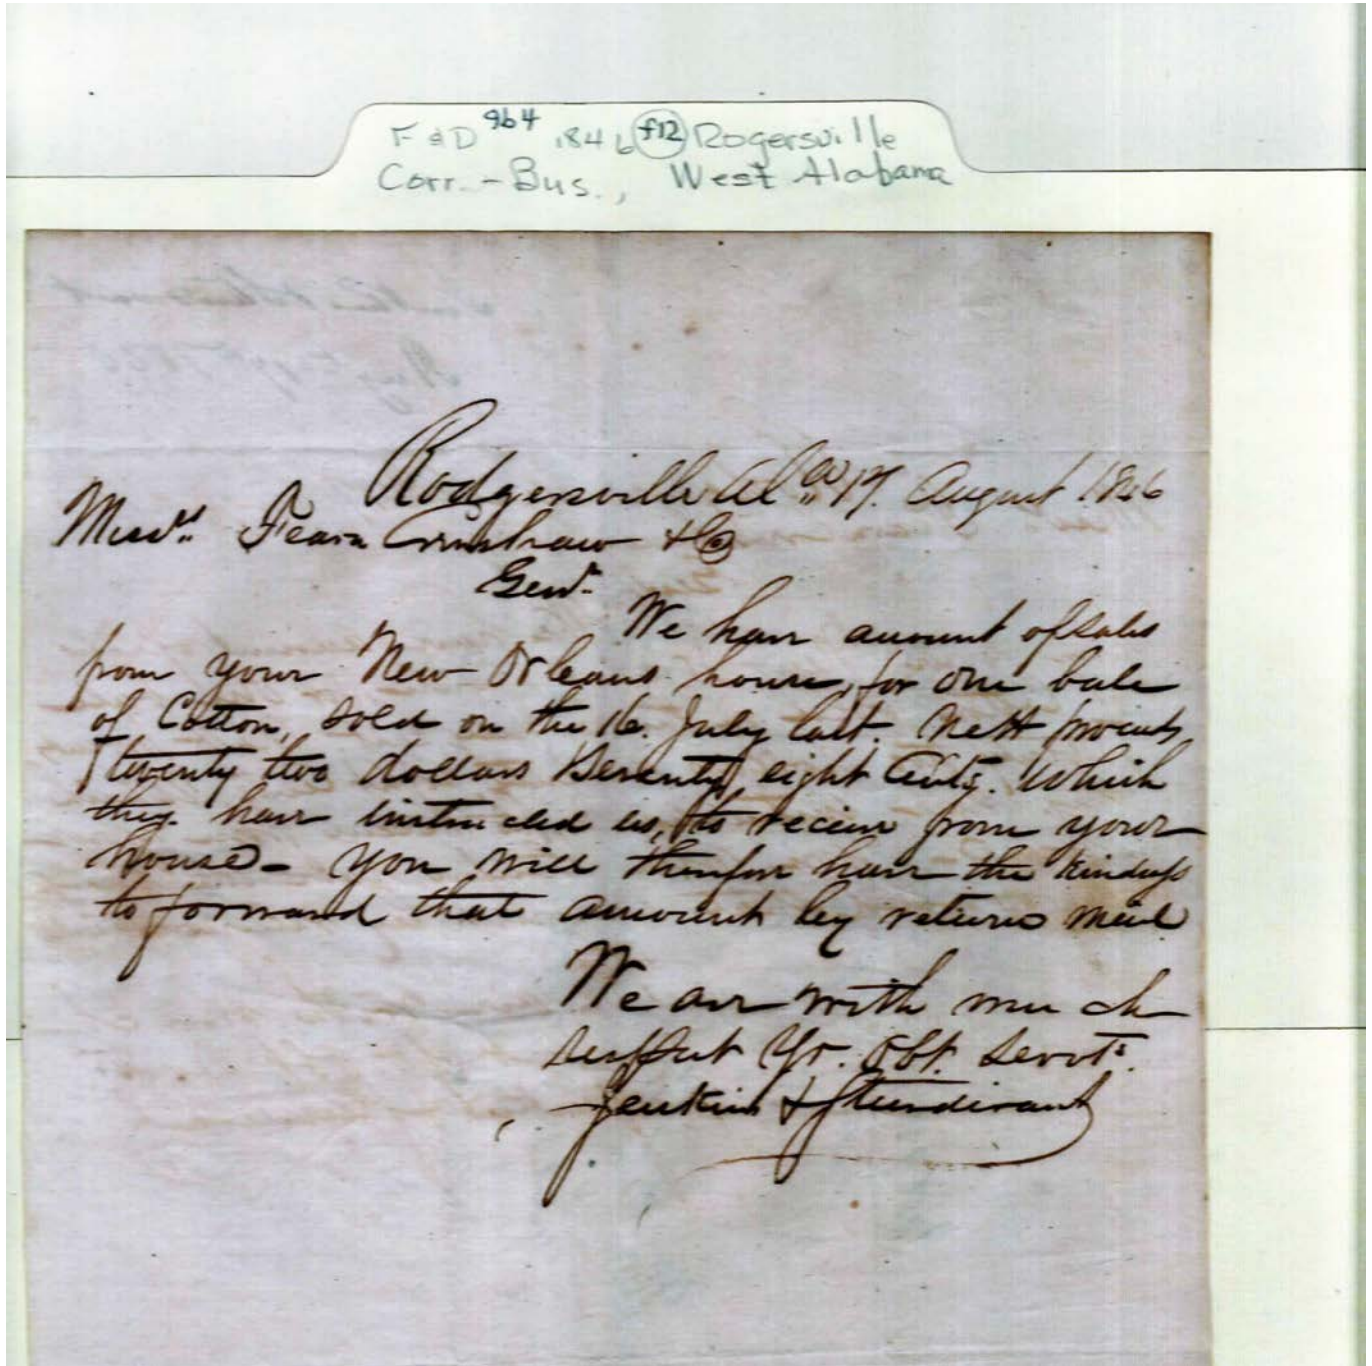 F & D 9b4 1846 f12 Rogersville
Corr. - Bus., West Alabama
Rodgersville Ala 17. August 1846
Messrs Fearn Crenshaw & Co
Gent.
We have amount of sales
from your New Orleans house, for one bale
of Cotton, sold on the 16. July last. Nett proceeds
twenty two dollars Seventy eight Cents. Which
they have instructed us, to receive from your
house - You will therefore have the kindness
to forward that amount by return mail
We are with much
respect Yr. Obt. Servts.
Jenkins & Sturdivant